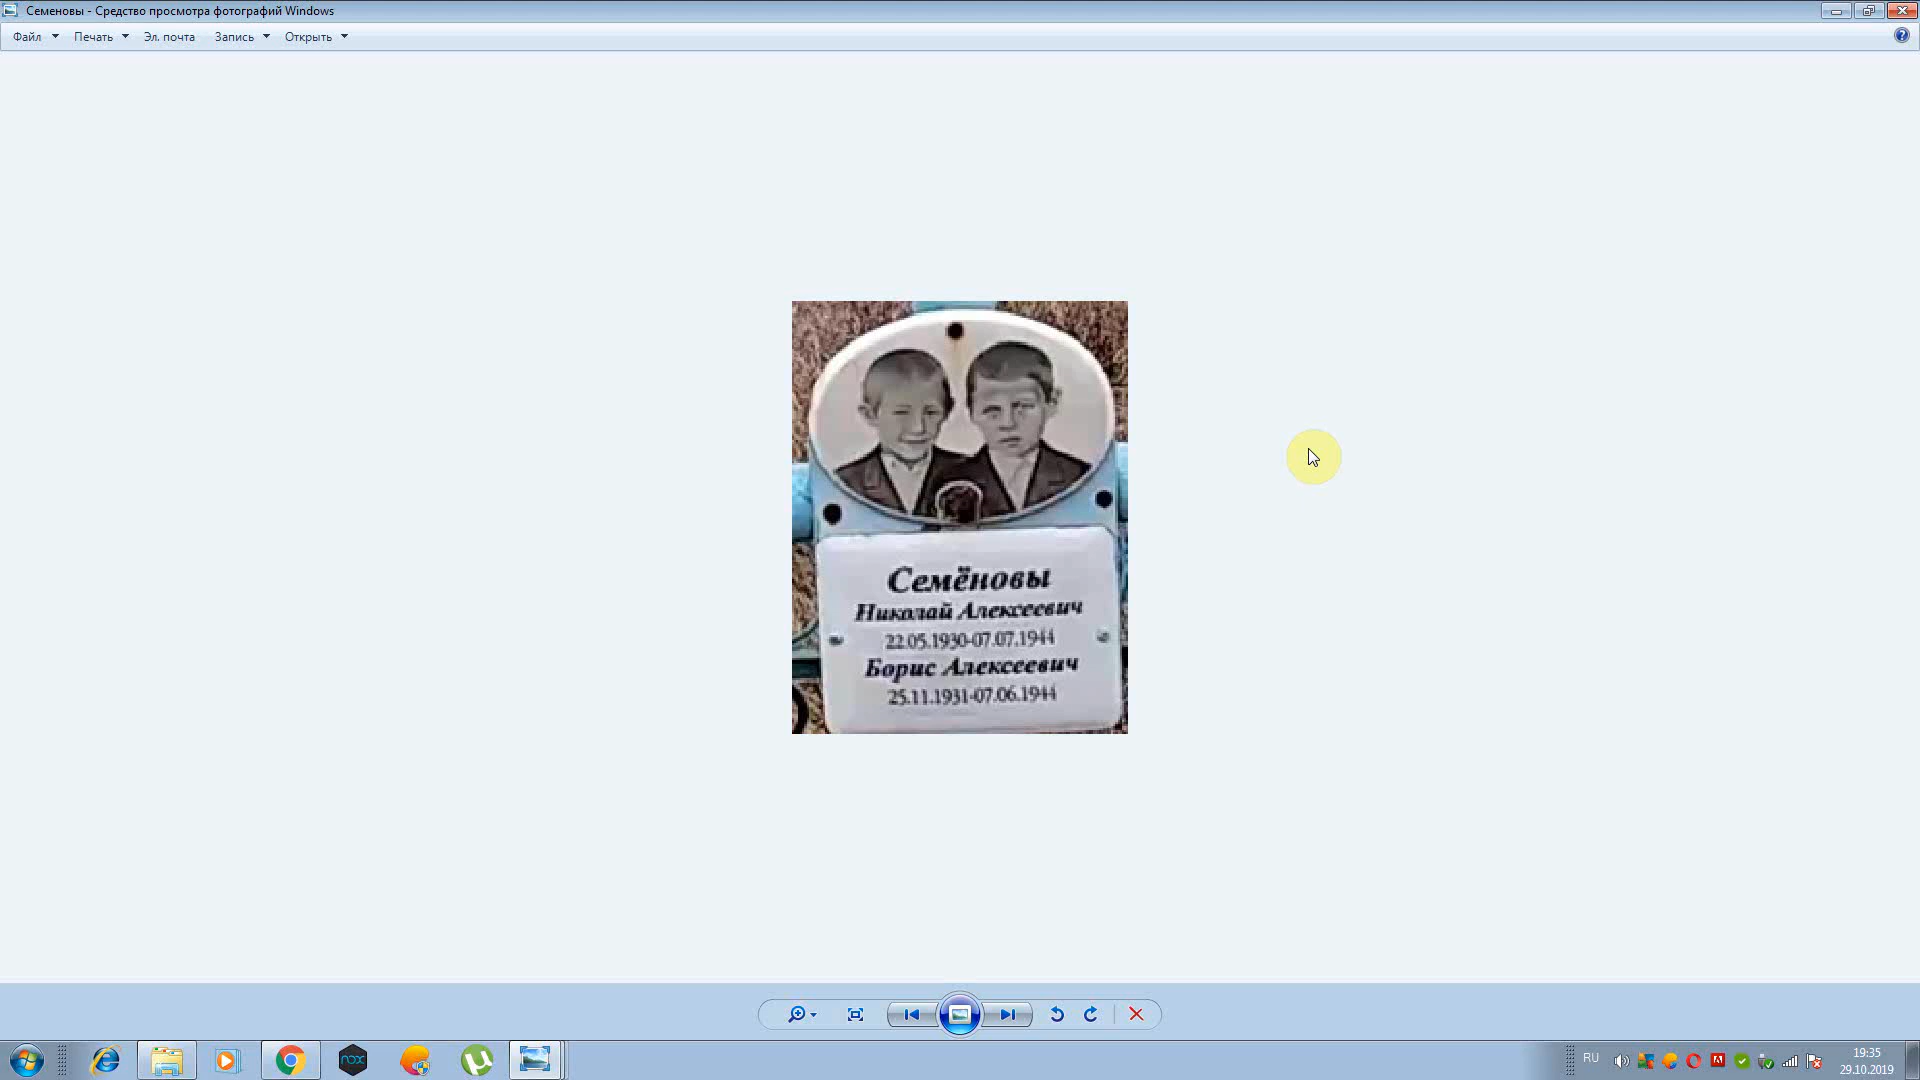 Семеновы - Средство просмотра фотографий Windows
Файл Печать Эл. почта Запись Открыть
Семёновы
Николай Алексеевич
22.05.1930-07.07.1944
Борис Алексеевич
25.11.1931-07.06.1944
nox
RU
19:35
29.10.2019